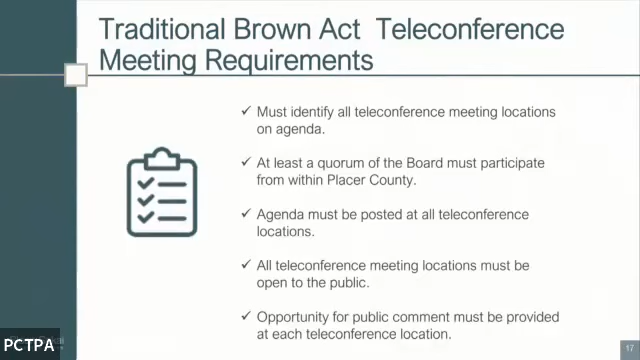 Traditional Brown Act Teleconference
Meeting Requirements
✓ Must identify all teleconference meeting locations
on agenda.
✓ At least a quorum of the Board must participate
from within Placer County.
✓ Agenda must be posted at all teleconference
locations.
✓ All teleconference meeting locations must be
open to the public.
✓ Opportunity for public comment must be provided
at each teleconference location.
PCTPA
17